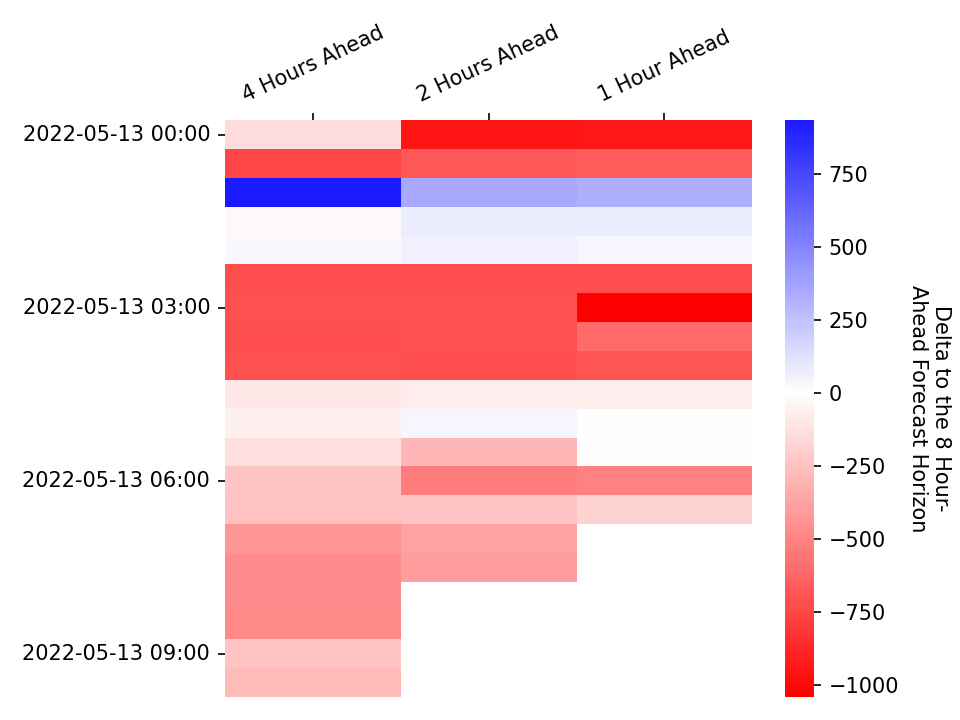 4 Hours Ahead
2 Hours Ahead
1 Hour Ahead
2022-05-13 00:00
2022-05-13 03:00
2022-05-13 06:00
2022-05-13 09:00
750
500
250
0
−250
−500
−750
−1000
Delta to the 8 Hour-
Ahead Forecast Horizon